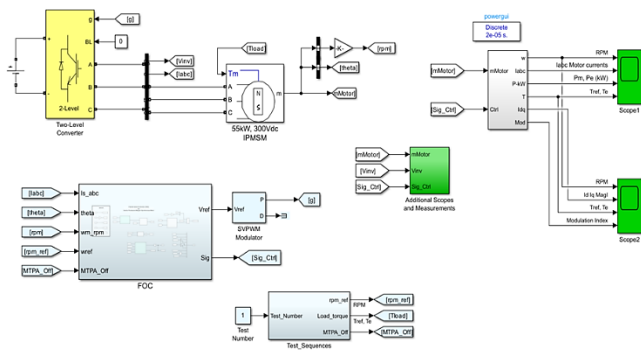 g
[g]
BL
0
+
-
A
B
C
2-Level
Two-Level
Converter
[Vinv]
[Iabc]
[Tload]
Tm
N
S
A
B
C
m
55kW, 300Vdc
IPMSM
-K-
[rpm]
[theta]
[mMotor]
powergui
Discrete
2e-05 s.
[mMotor]
mMotor
[Sig_Ctrl]
Ctrl
w
Iabc
P-kW
T
Idq
Mod
RPM
Iabc Motor currents
Pm, Pe (kW)
Tref, Te
Scope1
RPM
Id Iq Magl
Tref, Te
Modulation Index
Scope2
[mMotor]
mMotor
[Vinv]
Vinv
[Sig_Ctrl]
Sig_Ctrl
Additional Scopes
and Measurements
[Iabc]
Is_abc
[theta]
theta
[rpm]
wm_rpm
[rpm_ref]
wref
[MTPA_Off]
MTPA_Off
Vref
Sig
FOC
Vref
P
D
SVPWM
Modulator
[g]
[Sig_Ctrl]
1
Test
Number
Test_Number
rpm_ref
Load_torque
MTPA_Off
Test_Sequences
[rpm_ref]
RPM
[Tload]
Tref, Te
[MTPA_Off]